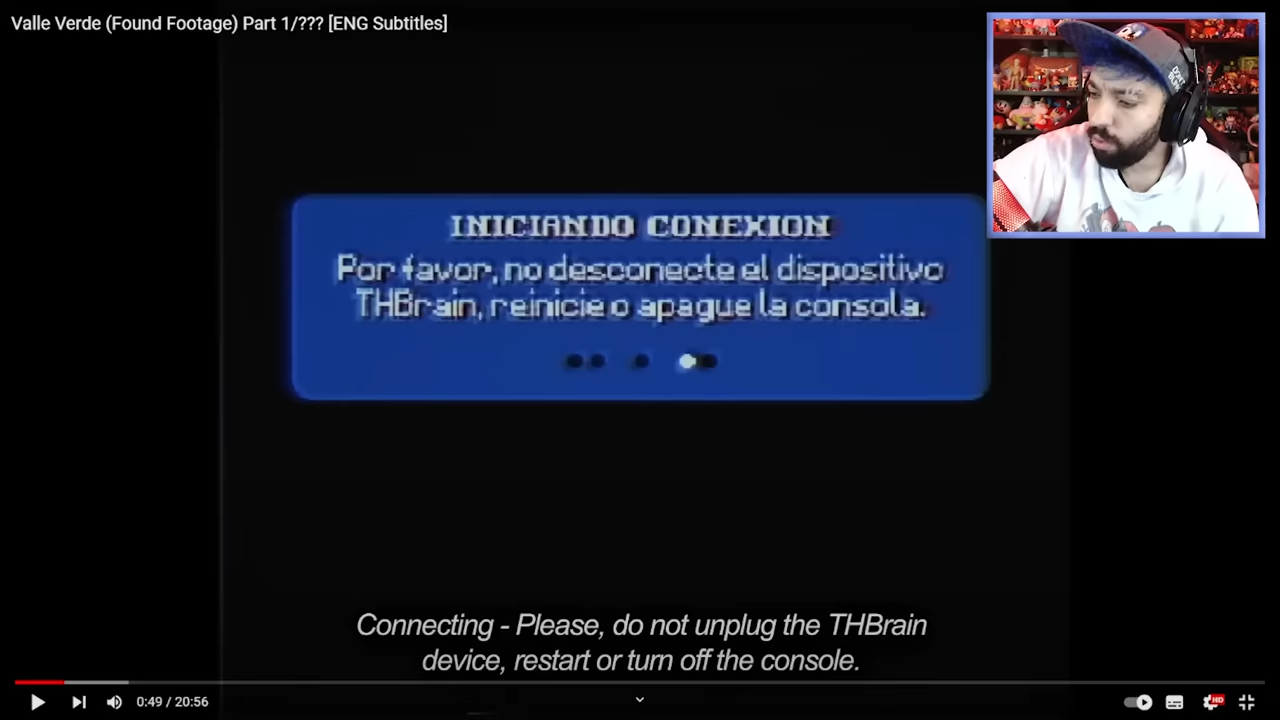 Valle Verde (Found Footage) Part 1/??? [ENG Subtitles]
INICIANDO CONEXION
Por favor, no desconecte el dispositivo
THBrain, reinicie o apague la consola.
Connecting - Please, do not unplug the THBrain
device, restart or turn off the console.
0:49 / 20:56
HD